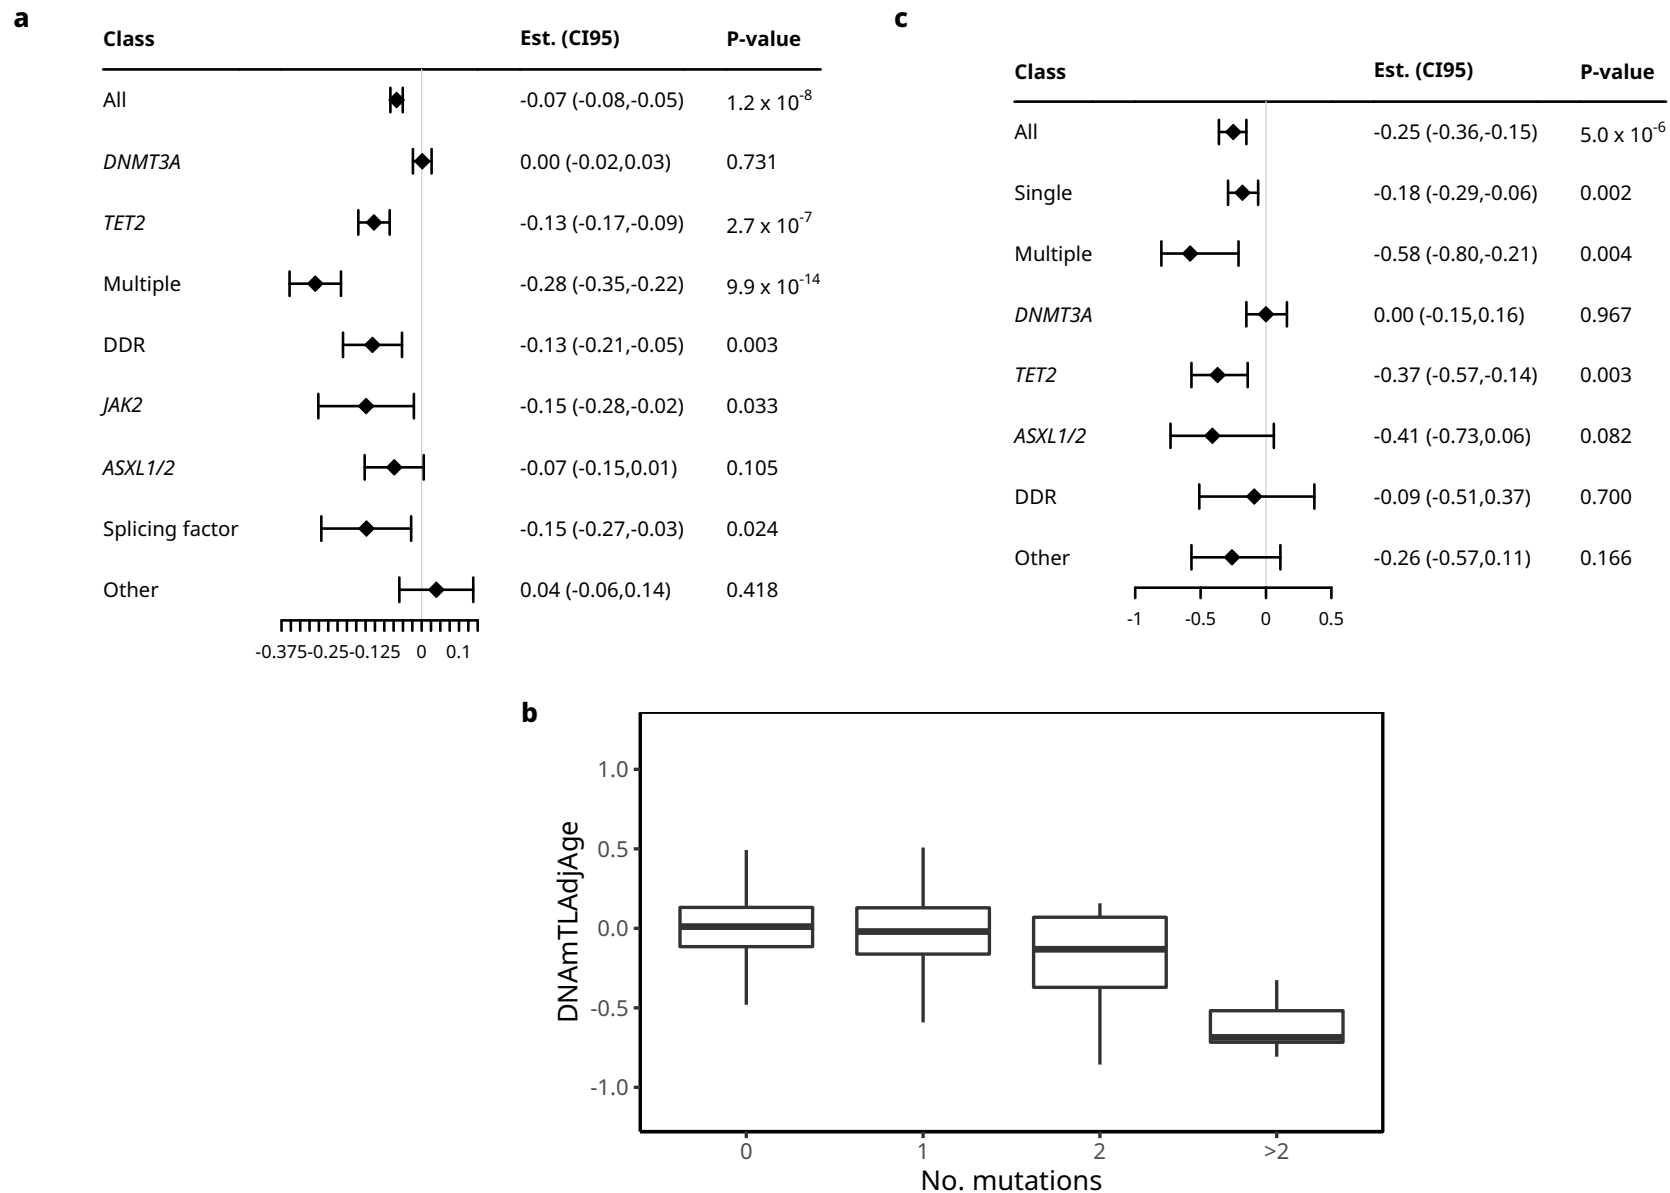 a
Class Est. (CI95) P-value
All -0.07 (-0.08,-0.05) 1.2 x 10-8
DNMT3A 0.00 (-0.02,0.03) 0.731
TET2 -0.13 (-0.17,-0.09) 2.7 x 10-7
Multiple -0.28 (-0.35,-0.22) 9.9 x 10-14
DDR -0.13 (-0.21,-0.05) 0.003
JAK2 -0.15 (-0.28,-0.02) 0.033
ASXL1/2 -0.07 (-0.15,0.01) 0.105
Splicing factor -0.15 (-0.27,-0.03) 0.024
Other 0.04 (-0.06,0.14) 0.418
-0.375 -0.25 -0.125 0 0.1
c
Class Est. (CI95) P-value
All -0.25 (-0.36,-0.15) 5.0 x 10-6
Single -0.18 (-0.29,-0.06) 0.002
Multiple -0.58 (-0.80,-0.21) 0.004
DNMT3A 0.00 (-0.15,0.16) 0.967
TET2 -0.37 (-0.57,-0.14) 0.003
ASXL1/2 -0.41 (-0.73,0.06) 0.082
DDR -0.09 (-0.51,0.37) 0.700
Other -0.26 (-0.57,0.11) 0.166
-1 -0.5 0 0.5
b
DNAmTLAdjAge
1.0
0.5
0.0
-0.5
-1.0
0 1 2 >2
No. mutations